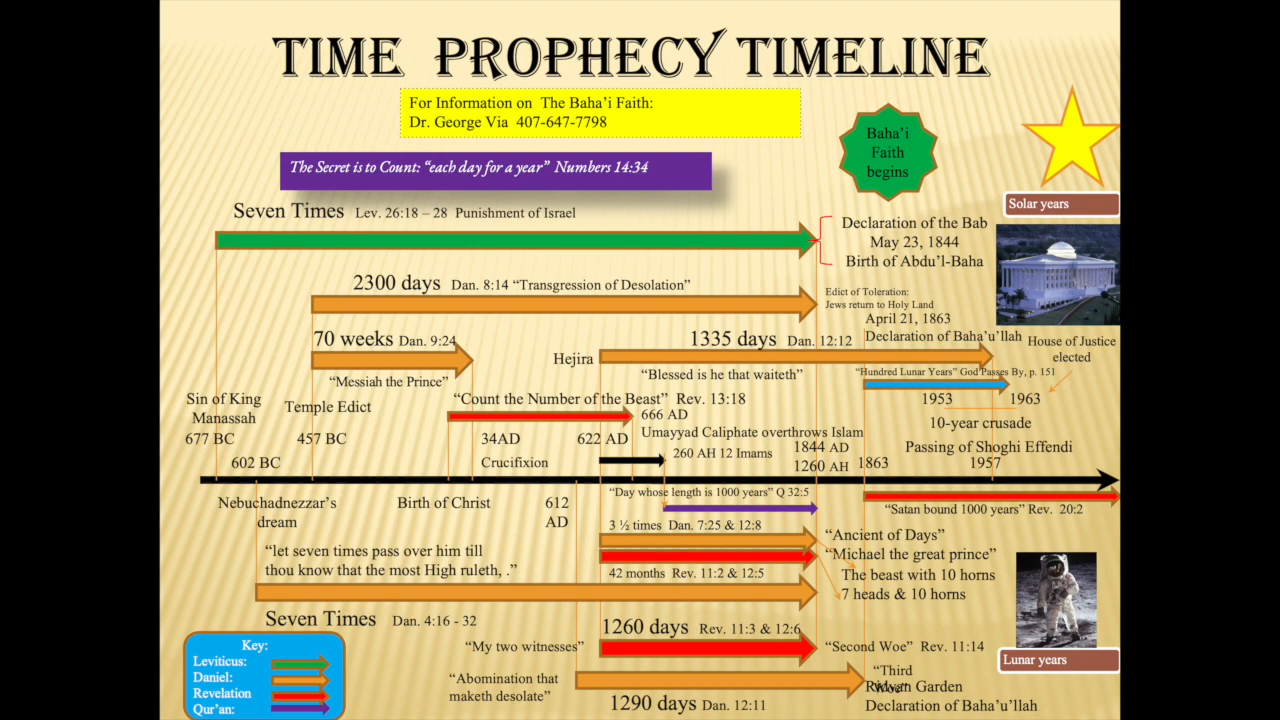 TIME PROPHECY TIMELINE
For Information on The Baha’i Faith:
Dr. George Via 407-647-7798
Baha’i
Faith
begins
The Secret is to Count: “each day for a year” Numbers 14:34
Solar years
Seven Times Lev. 26:18 – 28 Punishment of Israel
Declaration of the Bab
May 23, 1844
Birth of Abdu’l-Baha
2300 days Dan. 8:14 “Transgression of Desolation”
Edict of Toleration:
Jews return to Holy Land
April 21, 1863
Declaration of Baha’u’llah
70 weeks Dan. 9:24
1335 days Dan. 12:12
House of Justice
elected
Hejira
“Messiah the Prince”
“Blessed is he that waiteth”
“Hundred Lunar Years” God Passes By, p. 151
Sin of King
Manassah
677 BC
Temple Edict
457 BC
“Count the Number of the Beast” Rev. 13:18
1953
1963
666 AD
Umayyad Caliphate overthrows Islam
10-year crusade
34AD
Crucifixion
622 AD
260 AH 12 Imams
1844 AD
1260 AH
1863
Passing of Shoghi Effendi
1957
602 BC
Nebuchadnezzar’s
dream
Birth of Christ
612
AD
“Day whose length is 1000 years” Q 32:5
“Satan bound 1000 years” Rev. 20:2
3 ½ times Dan. 7:25 & 12:8
“Ancient of Days”
“Michael the great prince”
“let seven times pass over him till
thou know that the most High ruleth, .”
42 months Rev. 11:2 & 12:5
The beast with 10 horns
7 heads & 10 horns
Seven Times Dan. 4:16 - 32
1260 days Rev. 11:3 & 12:6
“My two witnesses”
“Second Woe” Rev. 11:14
Lunar years
Key:
Leviticus:
Daniel:
Revelation
Qur’an:
“Abomination that
maketh desolate”
“Third
Ridvan Garden
Declaration of Baha’u’llah
1290 days Dan. 12:11